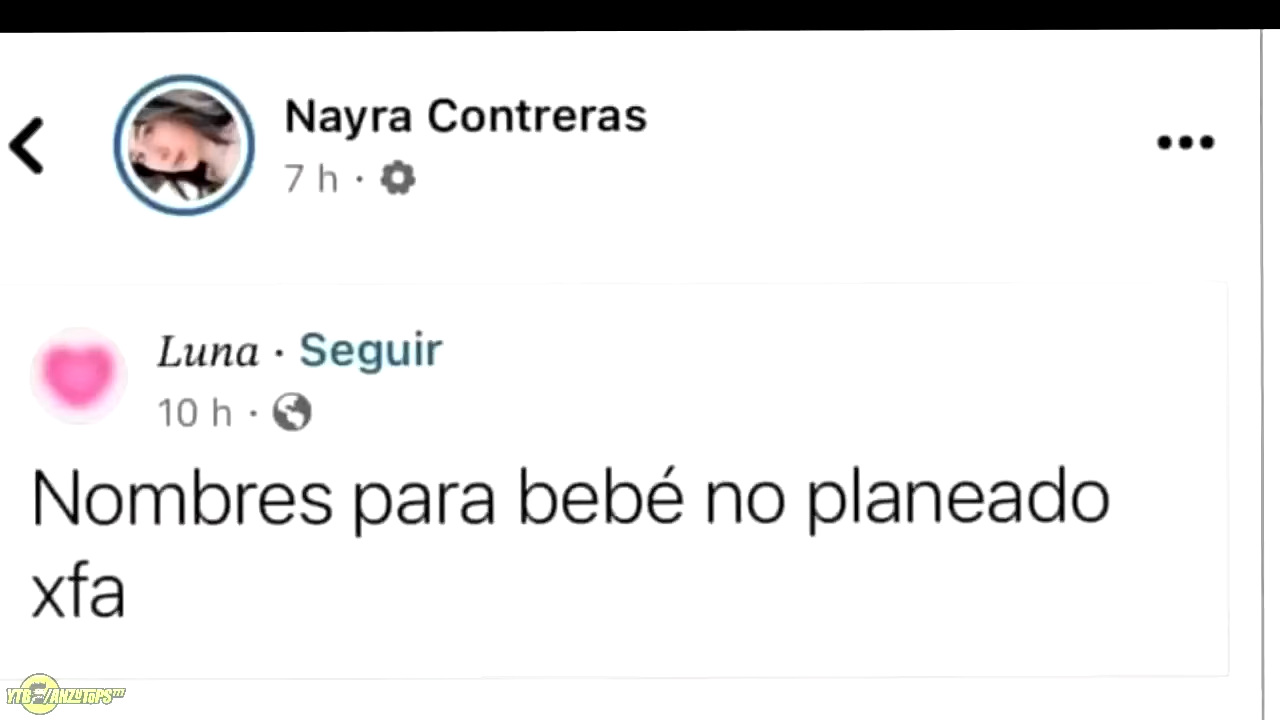 Nayra Contreras
7 h ·
Luna · Seguir
10 h ·
Nombres para bebé no planeado
xfa